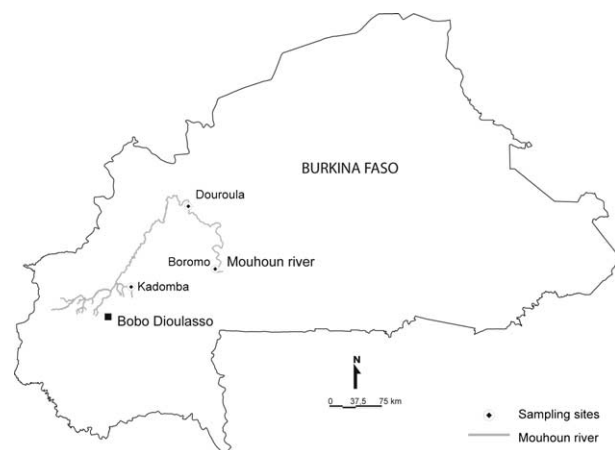 BURKINA FASO
Douroula
Boromo
Mouhoun river
Kadomba
Bobo Dioulasso
N
0 37,5 75 km
Sampling sites
Mouhoun river